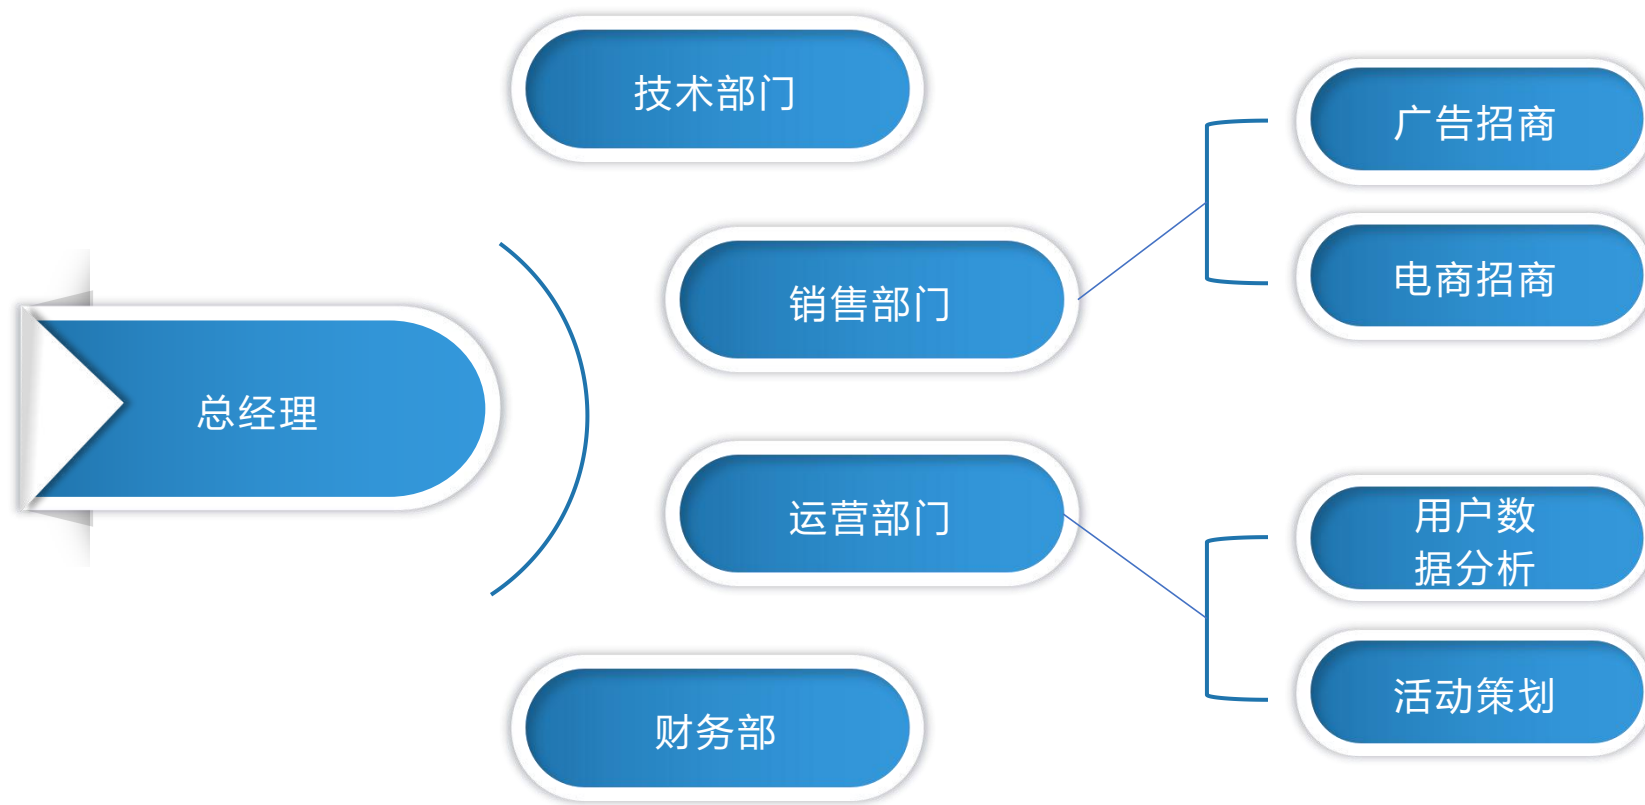 技术部门
广告招商
电商招商
销售部门
总经理
运营部门
用户数
据分析
活动策划
财务部